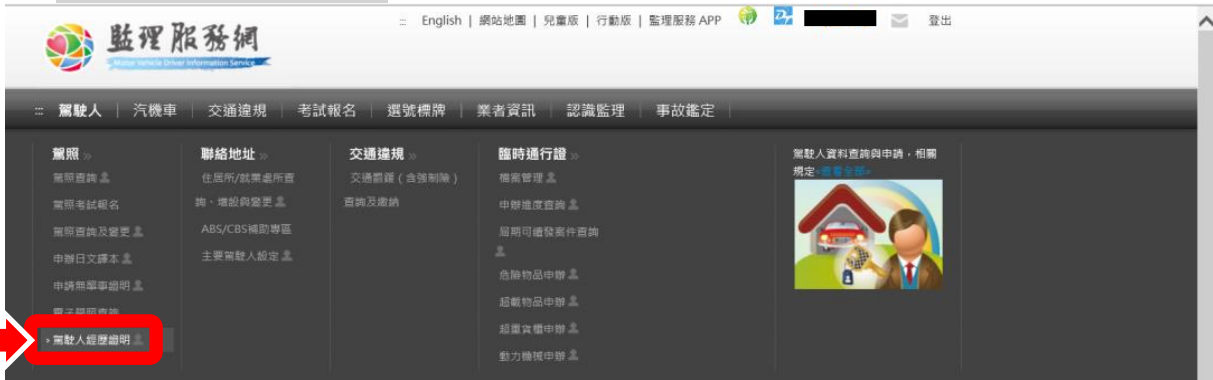 ::: English | 網站地圖 | 兒童版 | 行動版 | 監理服務 APP 登出
監理服務網
Motor Vehicle Driver Information Service
::: 駕駛人 | 汽機車 | 交通違規 | 考試報名 | 選號標牌 | 業者資訊 | 認識監理 | 事故鑑定 |
駕照 »
駕照查詢
駕照考試報名
駕照查詢及變更
申辦日文譯本
申請無肇事證明
電子學照查詢
› 駕駛人經歷證明
聯絡地址 »
住居所/就業處所查
詢、增設與變更
ABS/CBS補助專區
主要駕駛人設定
交通違規 »
交通罰鍰(含強制險)
查詢及繳納
臨時通行證 »
檔案管理
申辦進度查詢
屆期可續發案件查詢
危險物品申辦
超載物品申辦
超重貨櫃申辦
動力機械申辦
駕駛人資料查詢與申請,相關
規定<觀看全部>